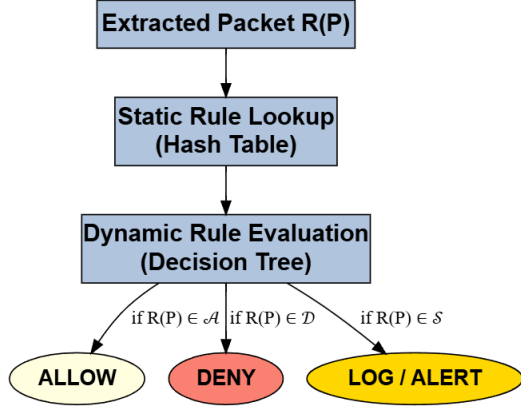 Extracted Packet R(P)
Static Rule Lookup
(Hash Table)
Dynamic Rule Evaluation
(Decision Tree)
if R(P) ∈ 𝒜
if R(P) ∈ 𝒟
if R(P) ∈ 𝒮
ALLOW
DENY
LOG / ALERT